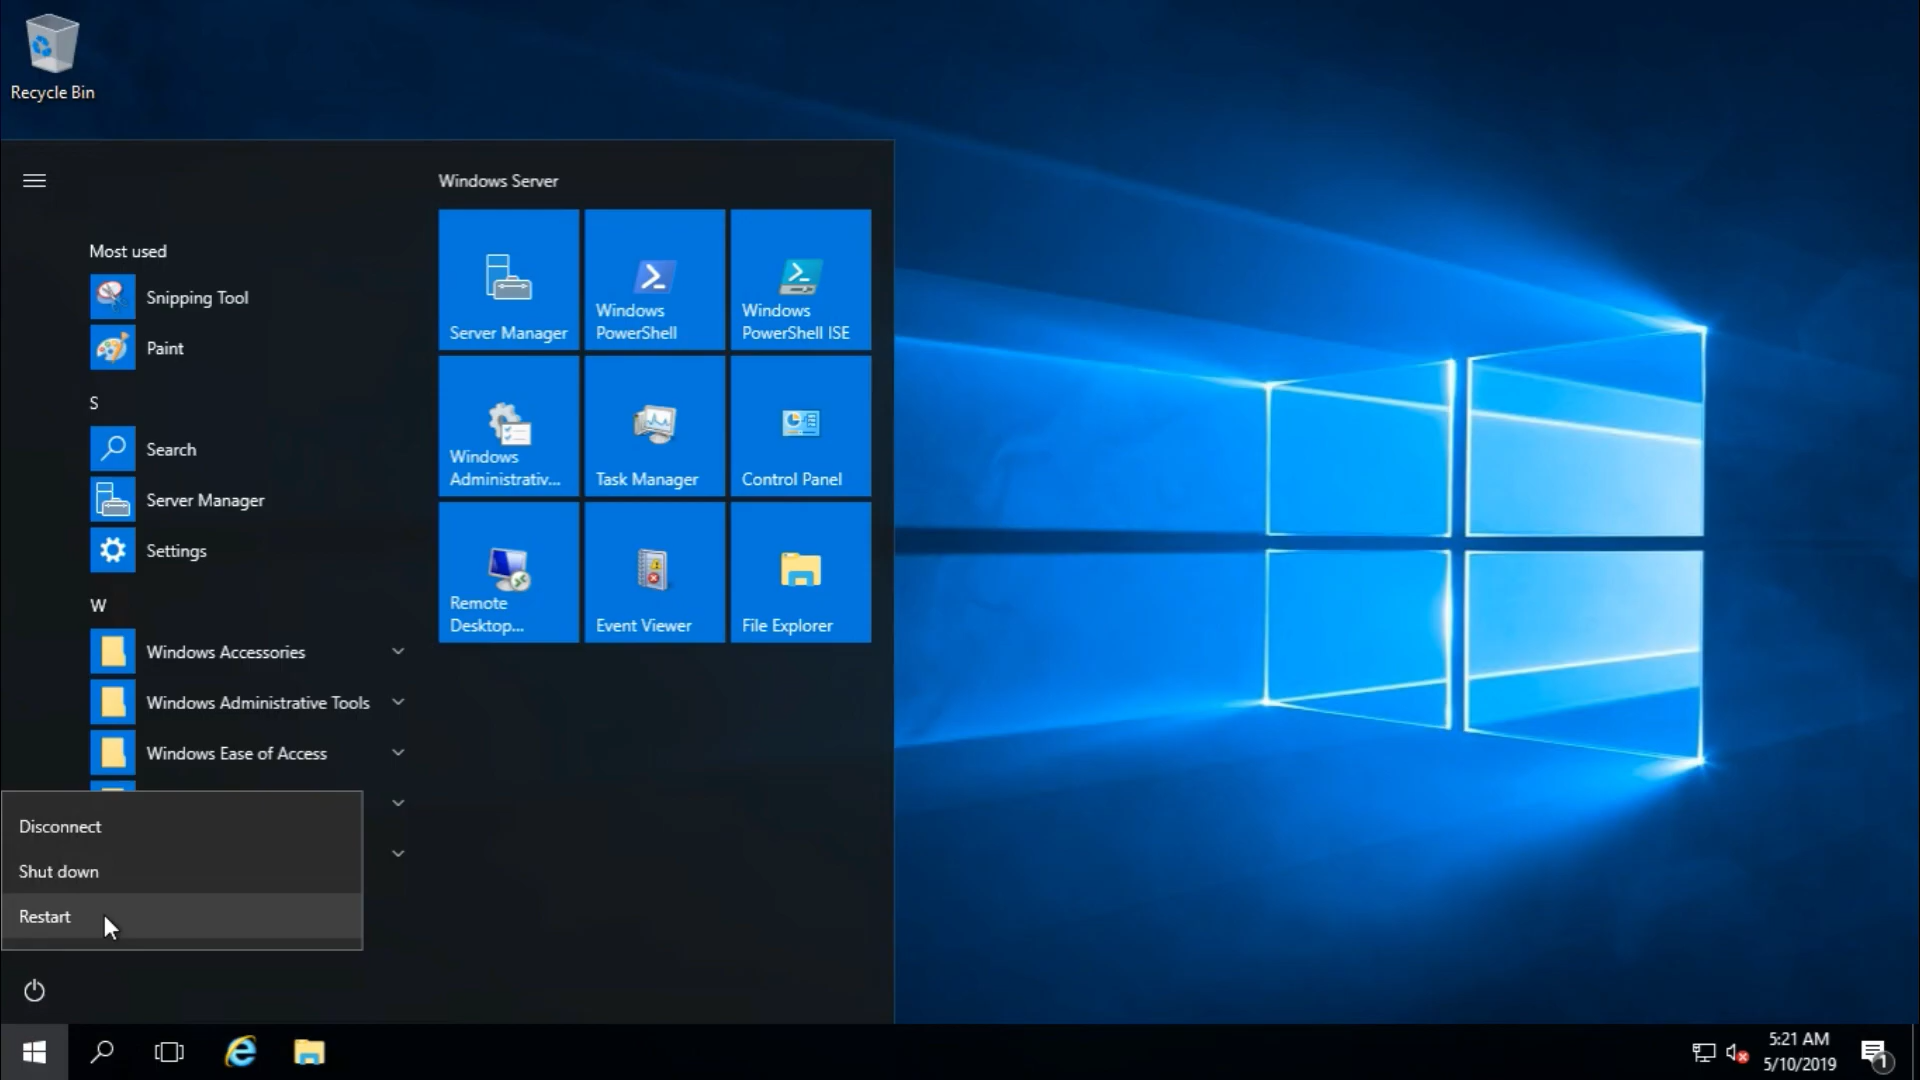 Recycle Bin
Most used
Snipping Tool
Paint
S
Search
Server Manager
Settings
W
Windows Accessories
Windows Administrative Tools
Windows Ease of Access
Disconnect
Shut down
Restart
Windows Server
Server Manager
Windows
PowerShell
Windows
PowerShell ISE
Windows
Administrativ...
Task Manager
Control Panel
Remote
Desktop...
Event Viewer
File Explorer
5:21 AM
5/10/2019
1